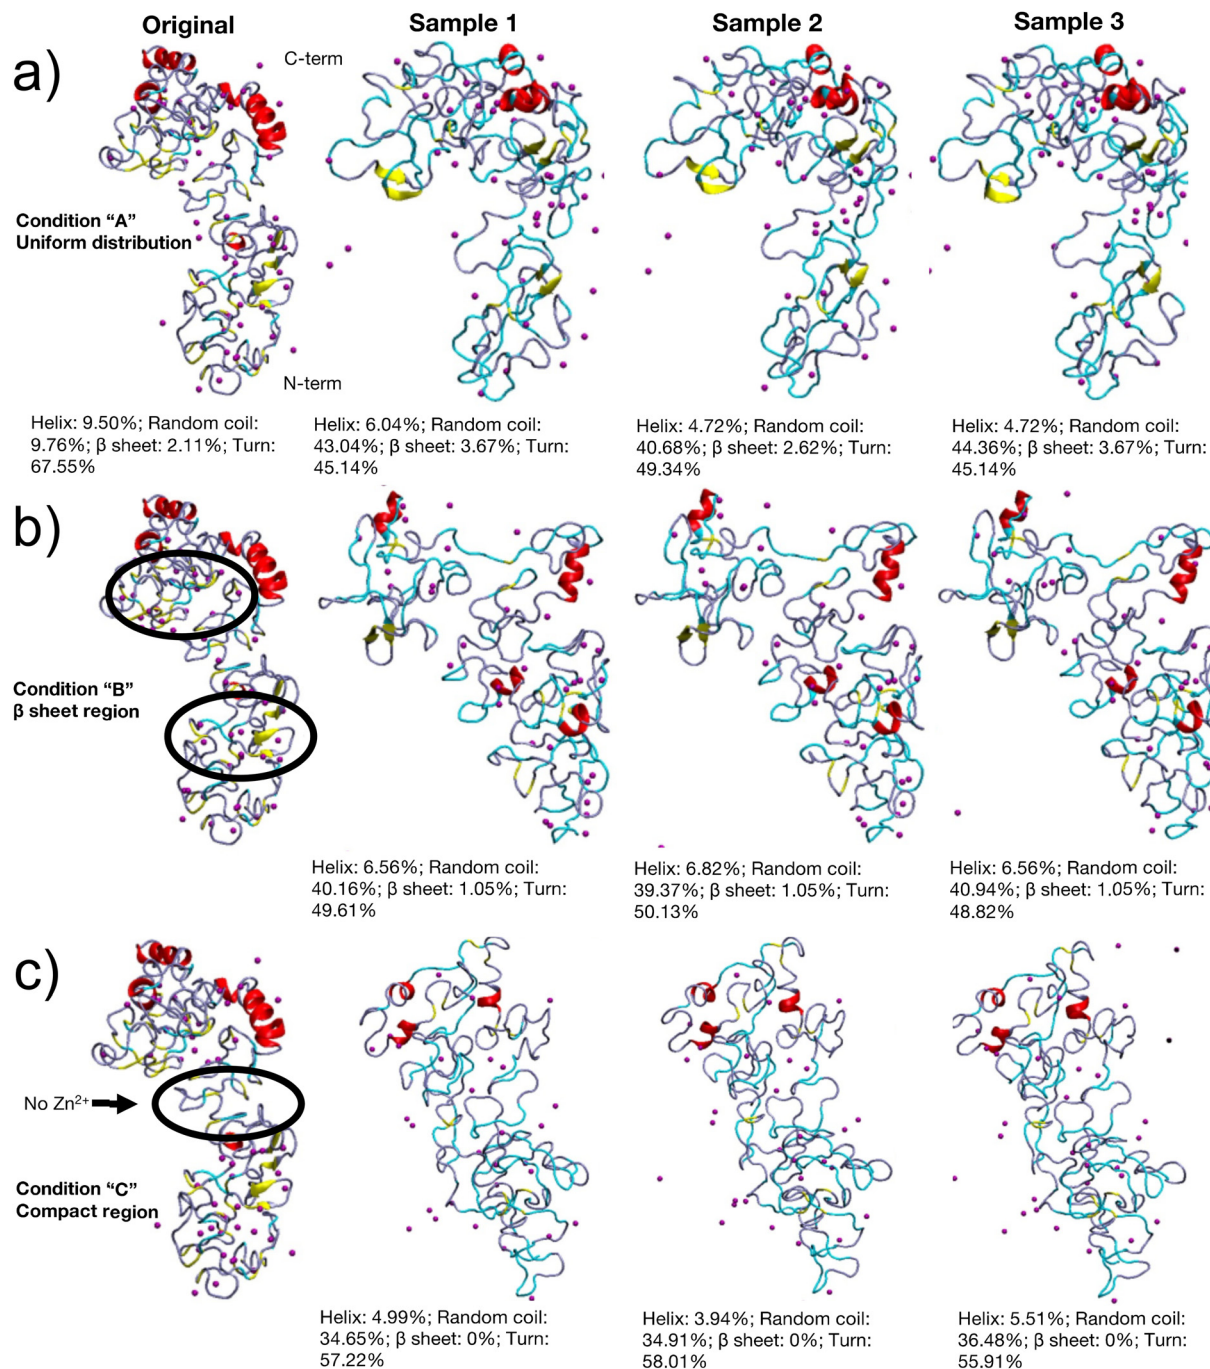 Original
Sample 1
Sample 2
Sample 3
a)
C-term
Condition “A”
Uniform distribution
N-term
Helix: 9.50%; Random coil:
9.76%; β sheet: 2.11%; Turn:
67.55%
Helix: 6.04%; Random coil:
43.04%; β sheet: 3.67%; Turn:
45.14%
Helix: 4.72%; Random coil:
40.68%; β sheet: 2.62%; Turn:
49.34%
Helix: 4.72%; Random coil:
44.36%; β sheet: 3.67%; Turn:
45.14%
b)
Condition “B”
β sheet region
Helix: 6.56%; Random coil:
40.16%; β sheet: 1.05%; Turn:
49.61%
Helix: 6.82%; Random coil:
39.37%; β sheet: 1.05%; Turn:
50.13%
Helix: 6.56%; Random coil:
40.94%; β sheet: 1.05%; Turn:
48.82%
c)
No Zn²⁺
Condition “C”
Compact region
Helix: 4.99%; Random coil:
34.65%; β sheet: 0%; Turn:
57.22%
Helix: 3.94%; Random coil:
34.91%; β sheet: 0%; Turn:
58.01%
Helix: 5.51%; Random coil:
36.48%; β sheet: 0%; Turn:
55.91%